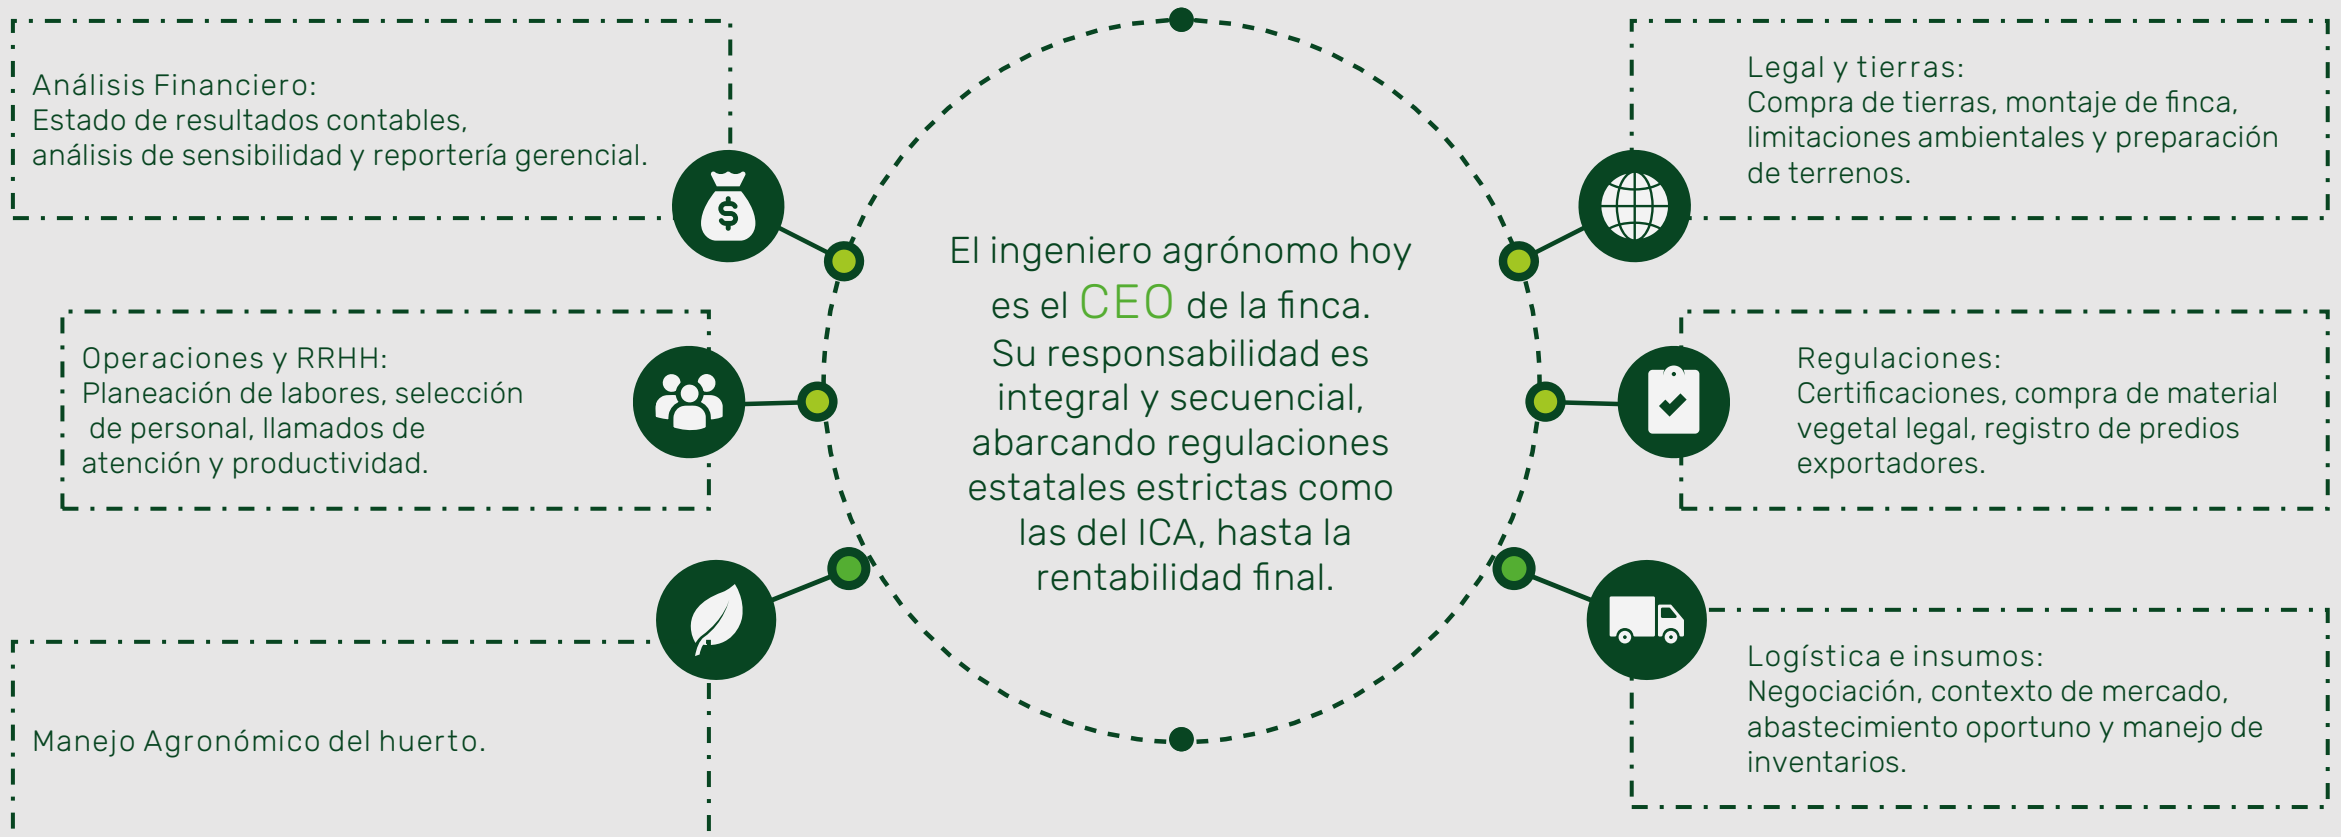 Análisis Financiero:
Estado de resultados contables,
análisis de sensibilidad y reportería gerencial.
Operaciones y RRHH:
Planeación de labores, selección
de personal, llamados de
atención y productividad.
Manejo Agronómico del huerto.
El ingeniero agrónomo hoy
es el CEO de la finca.
Su responsabilidad es
integral y secuencial,
abarcando regulaciones
estatales estrictas como
las del ICA, hasta la
rentabilidad final.
Legal y tierras:
Compra de tierras, montaje de finca,
limitaciones ambientales y preparación
de terrenos.
Regulaciones:
Certificaciones, compra de material
vegetal legal, registro de predios
exportadores.
Logística e insumos:
Negociación, contexto de mercado,
abastecimiento oportuno y manejo de
inventarios.